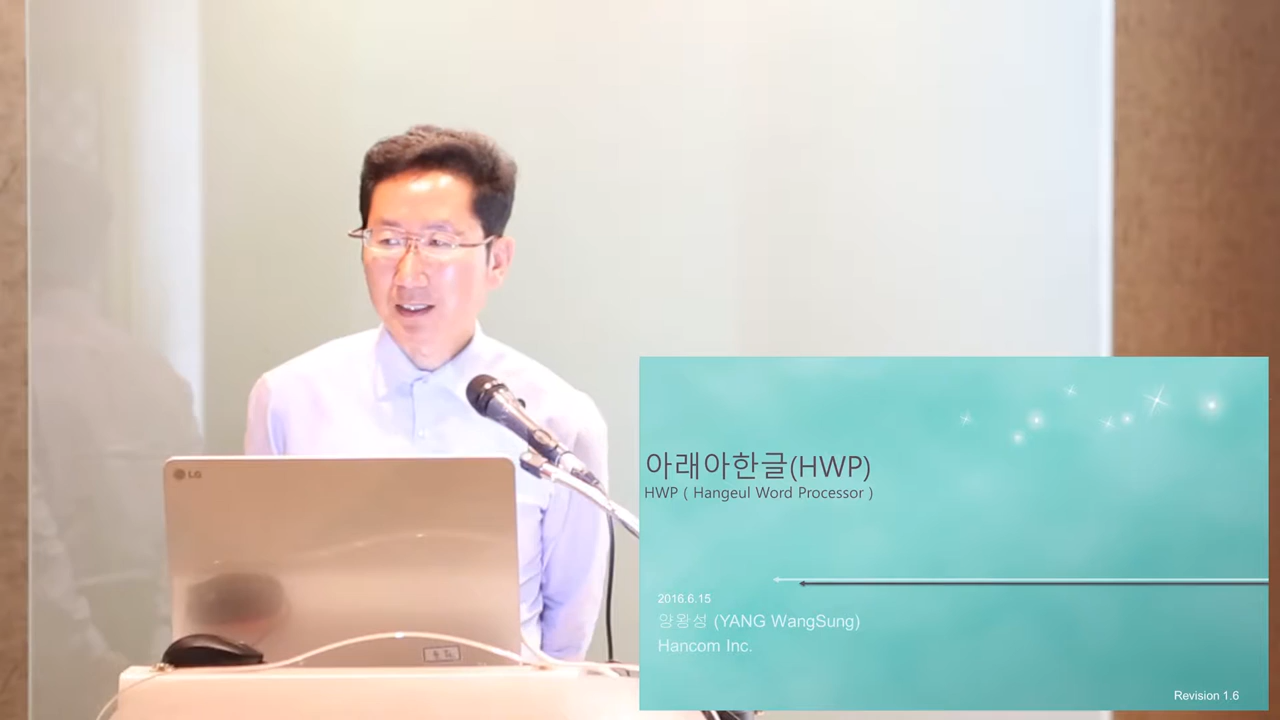 LG
아래아한글(HWP)
HWP ( Hangeul Word Processor )
2016.6.15
양왕성 (YANG WangSung)
Hancom Inc.
Revision 1.6